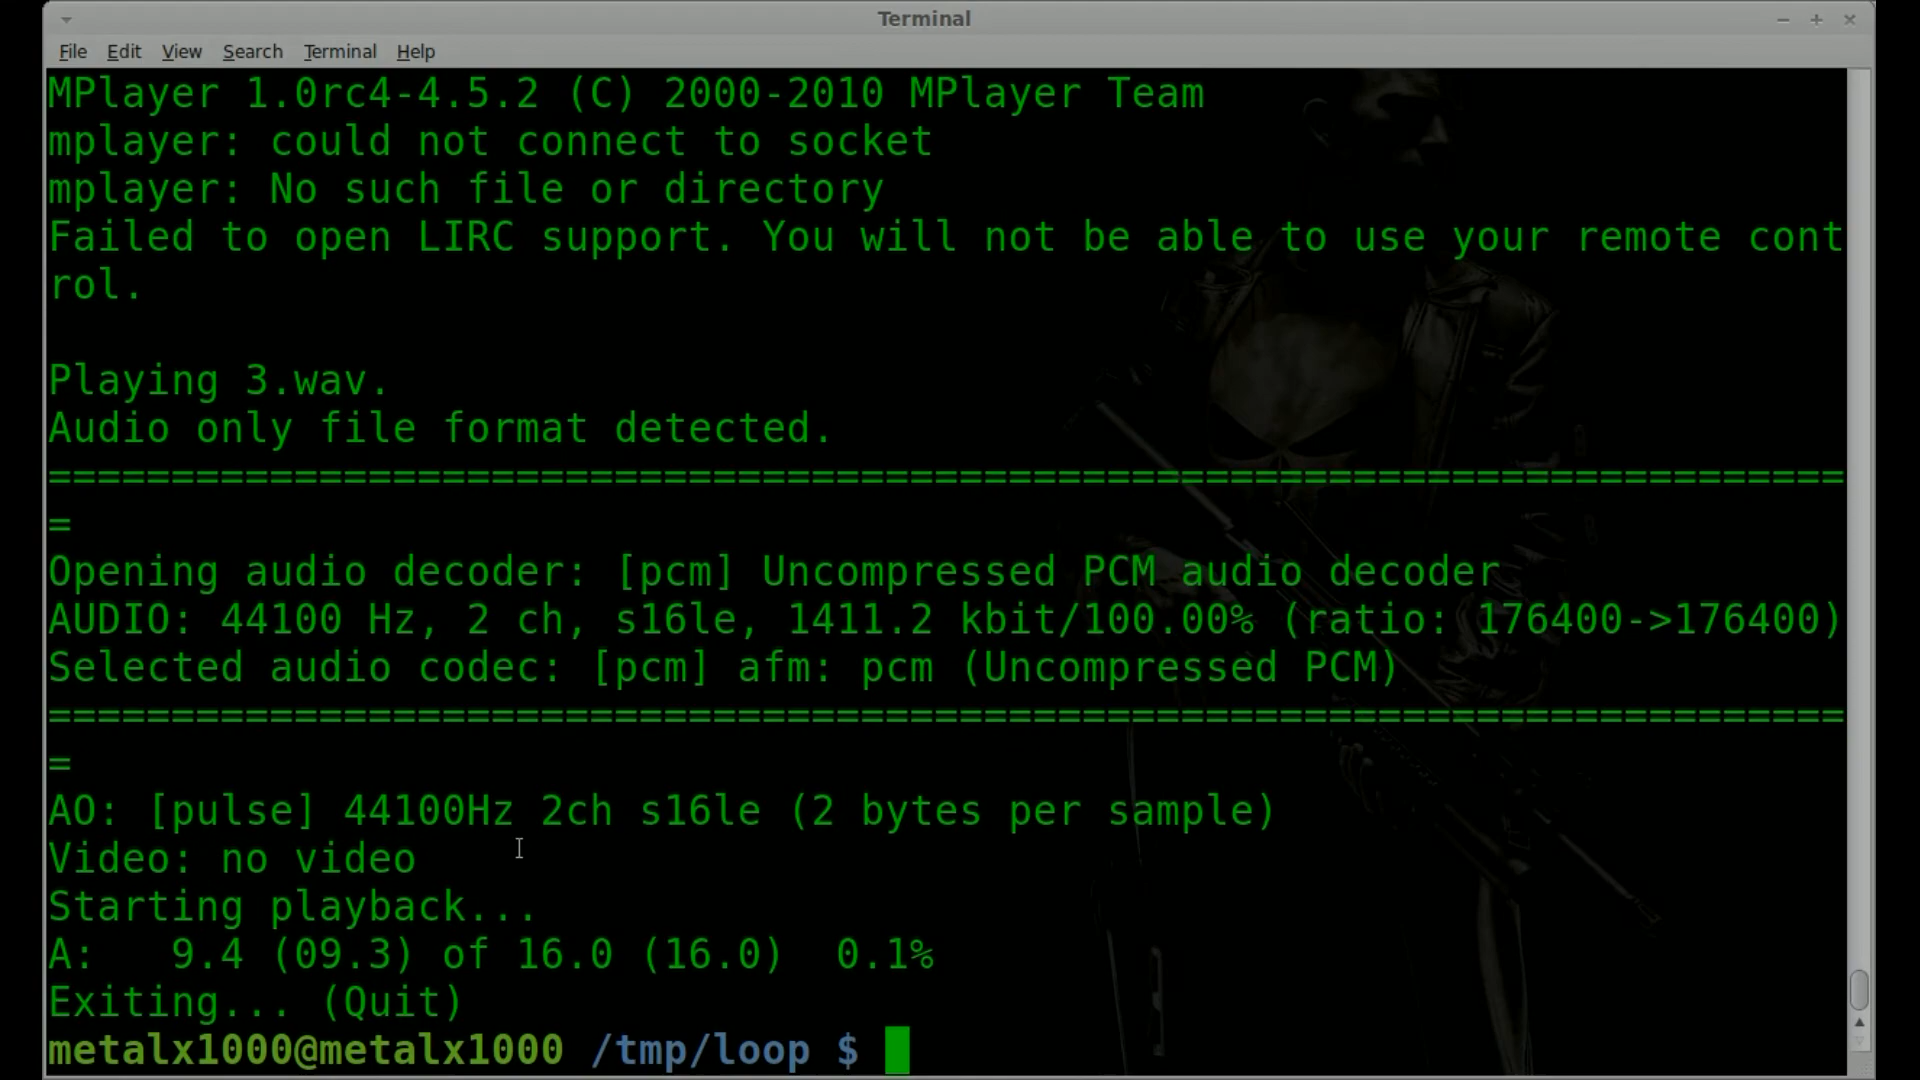 Terminal
File Edit View Search Terminal Help
MPlayer 1.0rc4-4.5.2 (C) 2000-2010 MPlayer Team
mplayer: could not connect to socket
mplayer: No such file or directory
Failed to open LIRC support. You will not be able to use your remote cont
rol.
Playing 3.wav.
Audio only file format detected.
=========================================================================
=
Opening audio decoder: [pcm] Uncompressed PCM audio decoder
AUDIO: 44100 Hz, 2 ch, s16le, 1411.2 kbit/100.00% (ratio: 176400->176400)
Selected audio codec: [pcm] afm: pcm (Uncompressed PCM)
=========================================================================
=
AO: [pulse] 44100Hz 2ch s16le (2 bytes per sample)
Video: no video
Starting playback...
A:   9.4 (09.3) of 16.0 (16.0)  0.1%
Exiting... (Quit)
metalx1000@metalx1000 /tmp/loop $